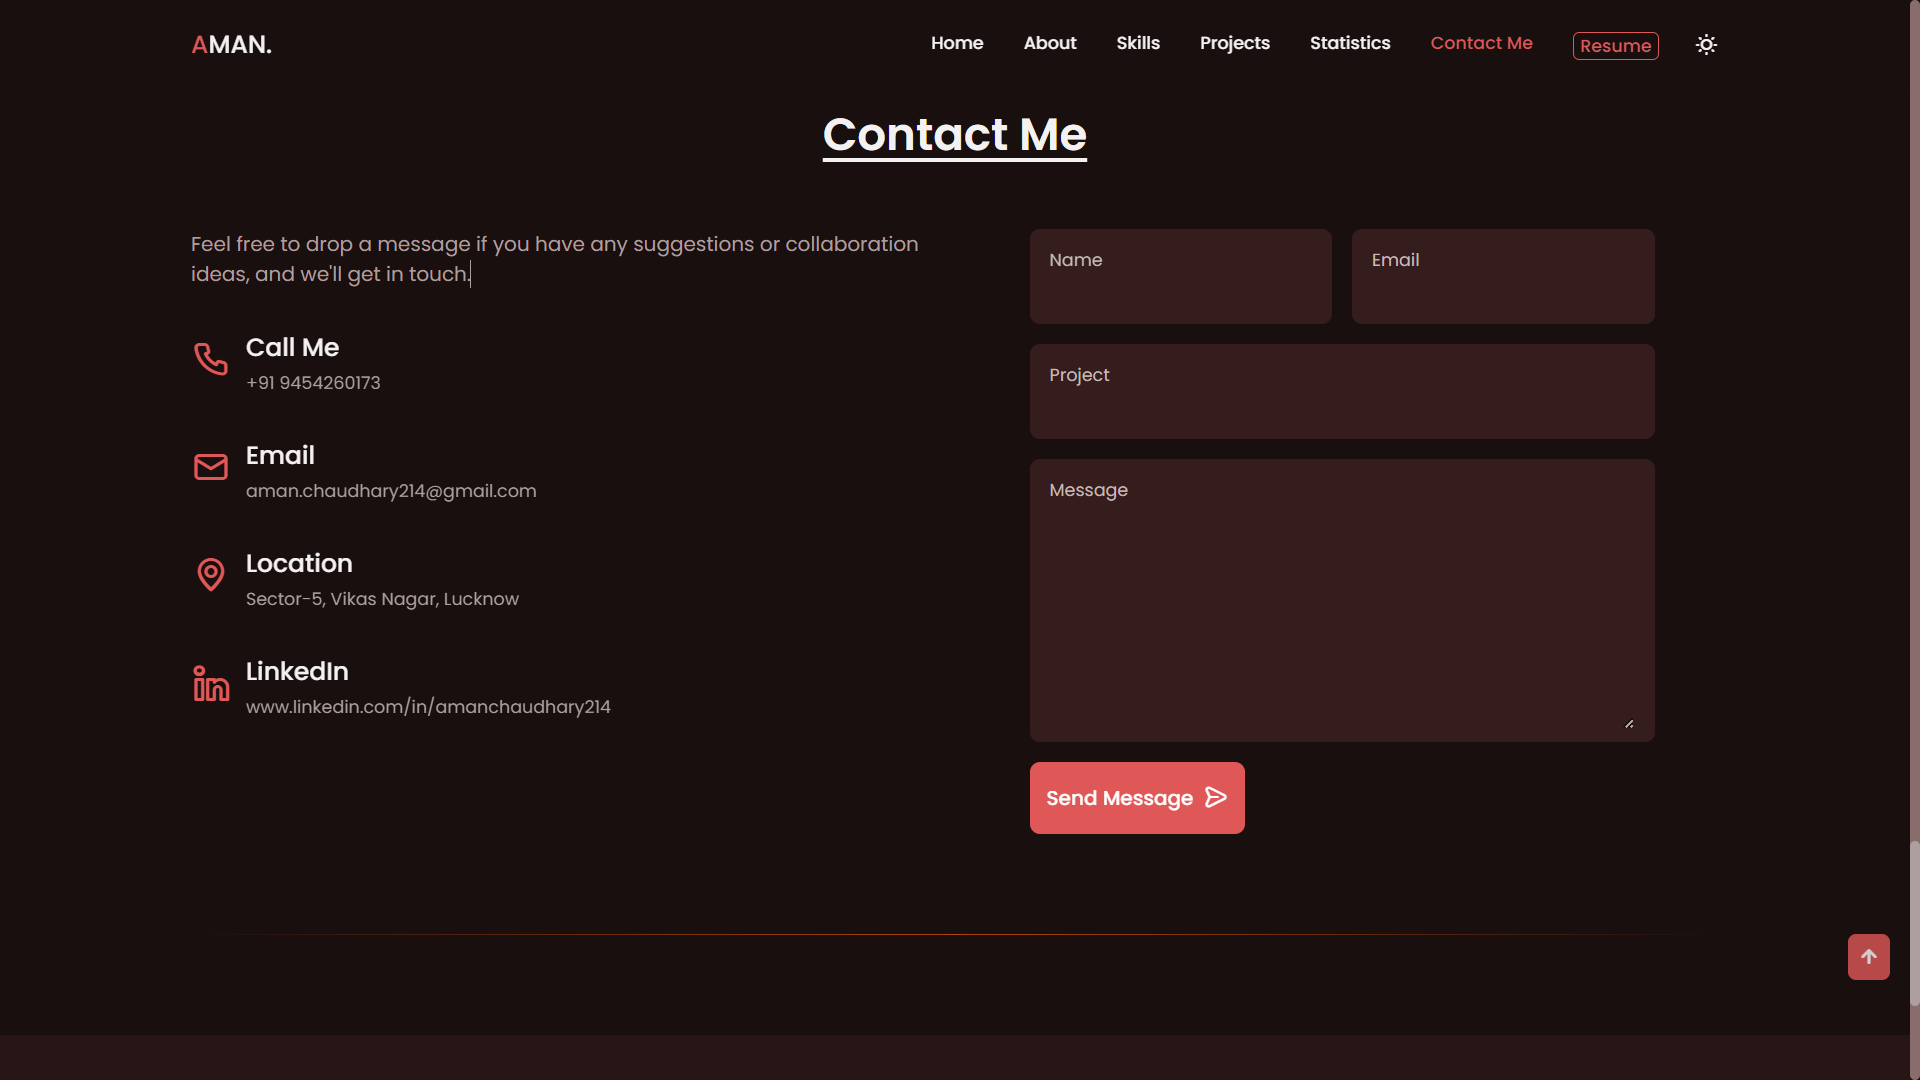 AMAN.
Home About Skills Projects Statistics Contact Me Resume
Contact Me
Feel free to drop a message if you have any suggestions or collaboration
ideas, and we'll get in touch.
Call Me
+91 9454260173
Email
aman.chaudhary214@gmail.com
Location
Sector-5, Vikas Nagar, Lucknow
LinkedIn
www.linkedin.com/in/amanchaudhary214
Name
Email
Project
Message
Send Message